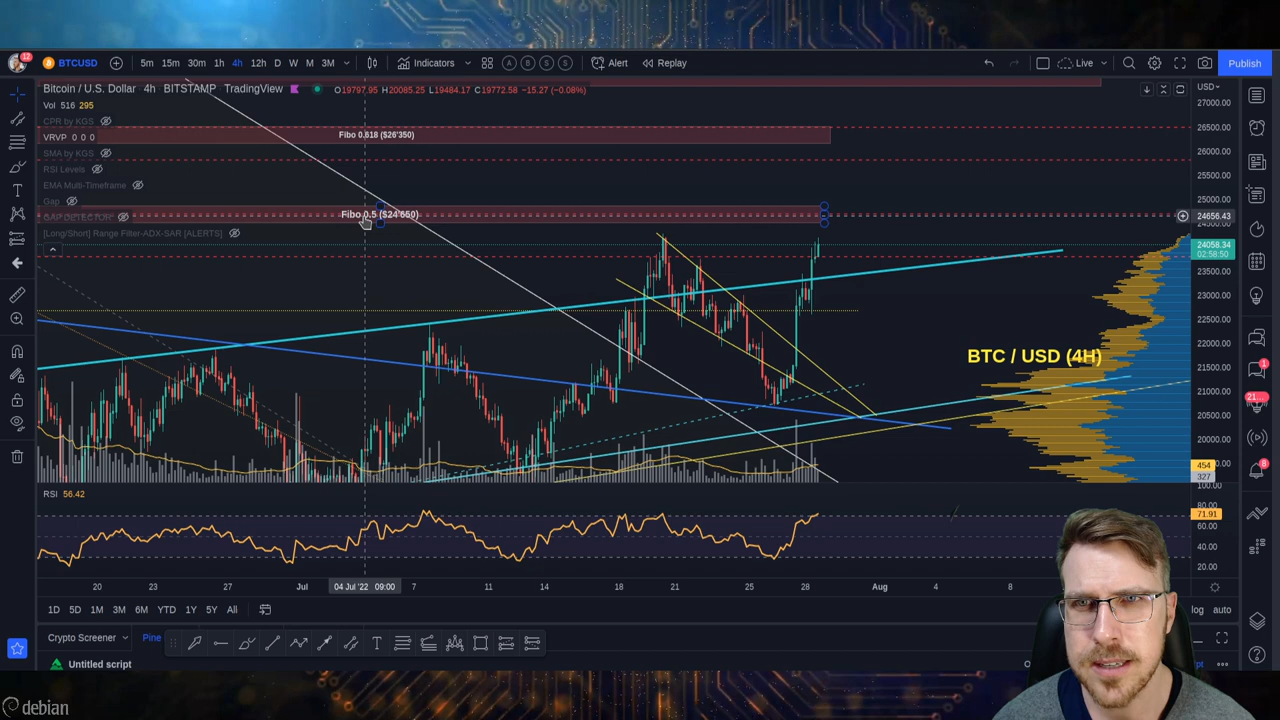 12 BTCUSD 5m 15m 30m 1h 4h 12h D W M 3M Indicators A B S S Alert Replay Live Publish
Bitcoin / U.S. Dollar 4h BITSTAMP TradingView O19797.95 H20085.25 L19484.17 C19772.58 −15.27 (−0.08%)
USD
27000.00
Vol 516 295
CPR by KGS
VRVP 0 0 0
SMA by KGS
RSI Levels
EMA Multi-Timeframe
Gap
GAP DETECTOR
[Long/Short] Range Filter-ADX-SAR [ALERTS]
Fibo 0.618 ($26'350)
Fibo 0.5 ($24'650)
26500.00
26000.00
25500.00
25000.00
24656.43
24058.34
02:58:50
23500.00
23000.00
22500.00
22000.00
21500.00
21000.00
20500.00
20000.00
BTC / USD (4H)
454
327
1
8
RSI 56.42
100.00
80.00
71.91
60.00
40.00
20.00
20 23 27 Jul 04 Jul '22 09:00 7 11 14 18 21 25 28 Aug 4 8
1D 5D 1M 3M 6M YTD 1Y 5Y All
log auto
Crypto Screener Pine
Untitled script
debian